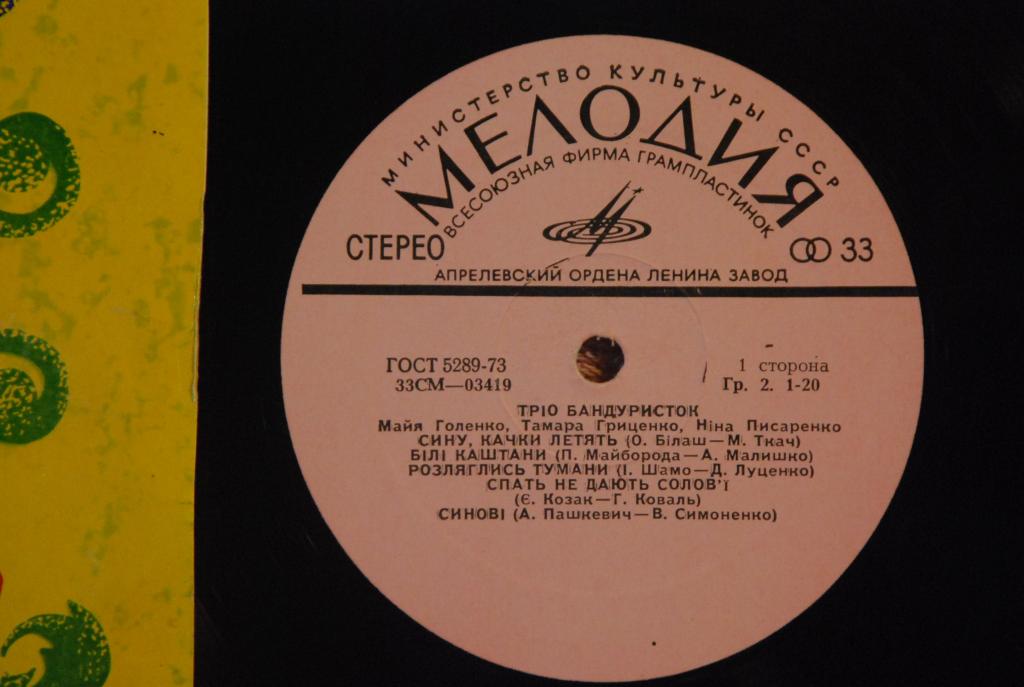 МИНИСТЕРСТВО КУЛЬТУРЫ СССР
МЕЛОДИЯ
ВСЕСОЮЗНАЯ ФИРМА ГРАМПЛАСТИНОК
СТЕРЕО
33
АПРЕЛЕВСКИЙ ОРДЕНА ЛЕНИНА ЗАВОД
ГОСТ 5289-73
1 сторона
33СМ—03419
Гр. 2. 1-20
ТРІО БАНДУРИСТОК
Майя Голенко, Тамара Гриценко, Ніна Писаренко
СИНУ, КАЧКИ ЛЕТЯТЬ (О. Білаш—М. Ткач)
БІЛІ КАШТАНИ (П. Майборода—А. Малишко)
РОЗЛЯГЛИСЬ ТУМАНИ (І. Шамо—Д. Луценко)
СПАТЬ НЕ ДАЮТЬ СОЛОВ'Ї
(Є. Козак—Г. Коваль)
СИНОВІ (А. Пашкевич—В. Симоненко)